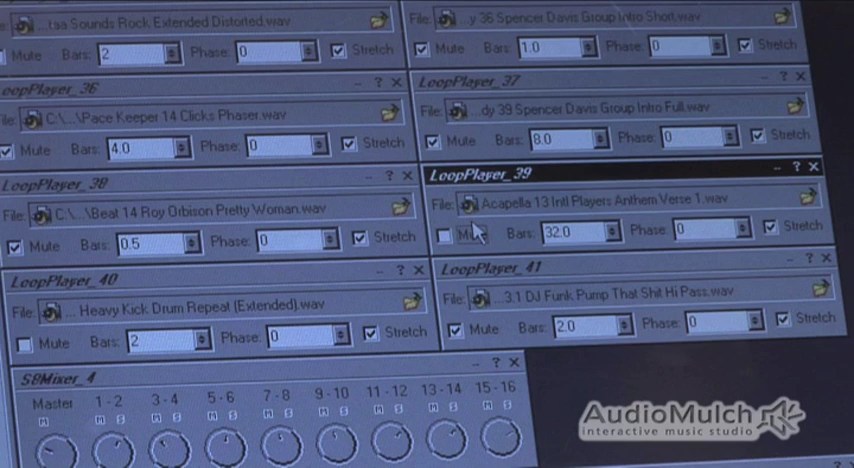 ...tsa Sounds Rock Extended Distorted.wav
File: ...y 36 Spencer Davis Group Intro Short.wav
Mute Bars: 2 Phase: 0 Stretch
Mute Bars: 1.0 Phase: 0 Stretch
LoopPlayer_36
LoopPlayer_37
File: C:\...\Pace Keeper 14 Clicks Phaser.wav
File: ...dy 39 Spencer Davis Group Intro Full.wav
Mute Bars: 4.0 Phase: 0 Stretch
Mute Bars: 8.0 Phase: 0 Stretch
LoopPlayer_38
LoopPlayer_39
File: C:\...\Beat 14 Roy Orbison Pretty Woman.wav
File: Acapella 13 Intl Players Anthem Verse 1.wav
Mute Bars: 0.5 Phase: 0 Stretch
Mute Bars: 32.0 Phase: 0 Stretch
LoopPlayer_40
LoopPlayer_41
File: ... Heavy Kick Drum Repeat (Extended).wav
File: ...3.1 DJ Funk Pump That Shit Hi Pass.wav
Mute Bars: 2 Phase: 0 Stretch
Mute Bars: 2.0 Phase: 0 Stretch
S8Mixer_4
Master 1 - 2 3 - 4 5 - 6 7 - 8 9 - 10 11 - 12 13 - 14 15 - 16
M M S M S M S M S M S M S M S M S
AudioMulch
interactive music studio